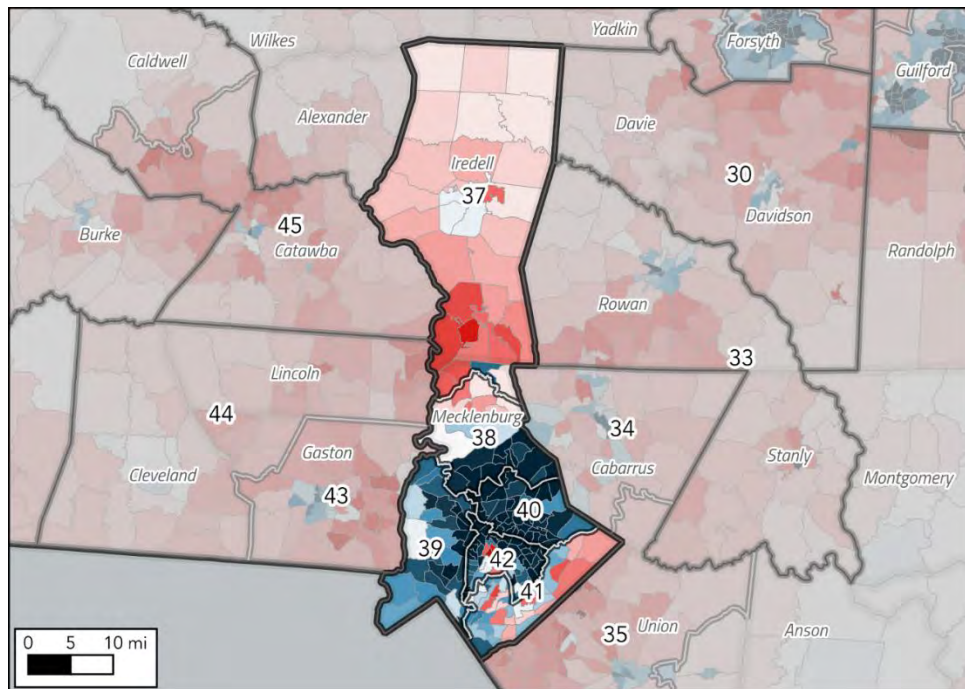 Yadkin
Wilkes
Forsyth
Caldwell
Guilford
Alexander
Davie
Iredell
30
37
Davidson
45
Burke
Catawba
Randolph
Rowan
33
Lincoln
44
Mecklenburg
38
34
Gaston
Stanly
Cleveland
Cabarrus
Montgomery
43
40
39
42
41
35
Union
Anson
0 5 10 mi